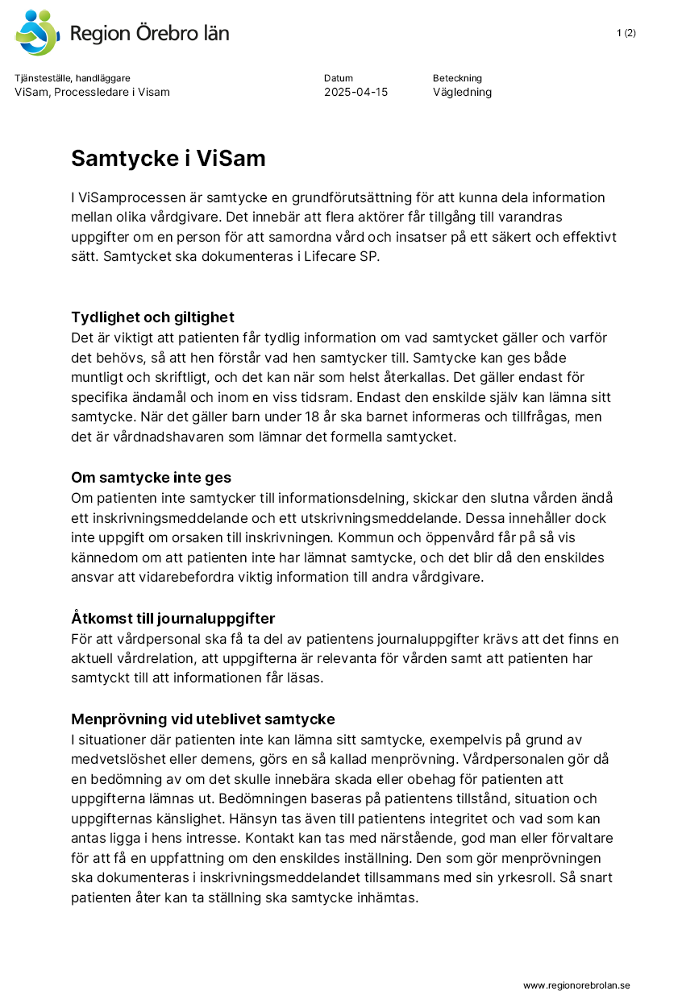 Region Örebro län
1 (2)
Tjänsteställe, handläggare
ViSam, Processledare i Visam
Datum
2025-04-15
Beteckning
Vägledning
Samtycke i ViSam
I ViSamprocessen är samtycke en grundförutsättning för att kunna dela information
mellan olika vårdgivare. Det innebär att flera aktörer får tillgång till varandras
uppgifter om en person för att samordna vård och insatser på ett säkert och effektivt
sätt. Samtycket ska dokumenteras i Lifecare SP.
Tydlighet och giltighet
Det är viktigt att patienten får tydlig information om vad samtycket gäller och varför
det behövs, så att hen förstår vad hen samtycker till. Samtycke kan ges både
muntligt och skriftligt, och det kan när som helst återkallas. Det gäller endast för
specifika ändamål och inom en viss tidsram. Endast den enskilde själv kan lämna sitt
samtycke. När det gäller barn under 18 år ska barnet informeras och tillfrågas, men
det är vårdnadshavaren som lämnar det formella samtycket.
Om samtycke inte ges
Om patienten inte samtycker till informationsdelning, skickar den slutna vården ändå
ett inskrivningsmeddelande och ett utskrivningsmeddelande. Dessa innehåller dock
inte uppgift om orsaken till inskrivningen. Kommun och öppenvård får på så vis
kännedom om att patienten inte har lämnat samtycke, och det blir då den enskildes
ansvar att vidarebefordra viktig information till andra vårdgivare.
Åtkomst till journaluppgifter
För att vårdpersonal ska få ta del av patientens journaluppgifter krävs att det finns en
aktuell vårdrelation, att uppgifterna är relevanta för vården samt att patienten har
samtyckt till att informationen får läsas.
Menprövning vid uteblivet samtycke
I situationer där patienten inte kan lämna sitt samtycke, exempelvis på grund av
medvetslöshet eller demens, görs en så kallad menprövning. Vårdpersonalen gör då
en bedömning av om det skulle innebära skada eller obehag för patienten att
uppgifterna lämnas ut. Bedömningen baseras på patientens tillstånd, situation och
uppgifternas känslighet. Hänsyn tas även till patientens integritet och vad som kan
antas ligga i hens intresse. Kontakt kan tas med närstående, god man eller förvaltare
för att få en uppfattning om den enskildes inställning. Den som gör menprövningen
ska dokumenteras i inskrivningsmeddelandet tillsammans med sin yrkesroll. Så snart
patienten åter kan ta ställning ska samtycke inhämtas.
www.regionorebrolan.se